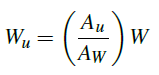 W_u = \left( \frac{A_u}{A_W} \right) W